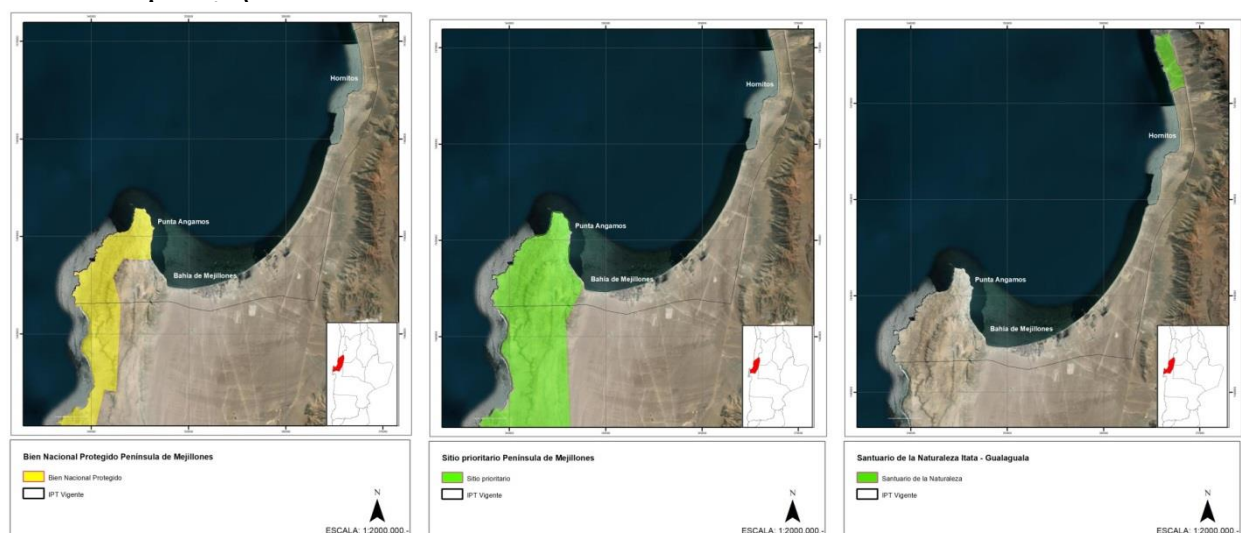 Hornitos
Punta Angamos
Bahía de Mejillones
Bien Nacional Protegido Península de Mejillones
Bien Nacional Protegido
IPT Vigente
N
ESCALA: 1:2000.000.-
Hornitos
Punta Angamos
Bahía de Mejillones
Sitio prioritario Península de Mejillones
Sitio prioritario
IPT Vigente
N
ESCALA: 1:2000.000.-
Hornitos
Punta Angamos
Bahía de Mejillones
Santuario de la Naturaleza Itata - Gualaguala
Santuario de la Naturaleza
IPT Vigente
N
ESCALA: 1:2000.000.-